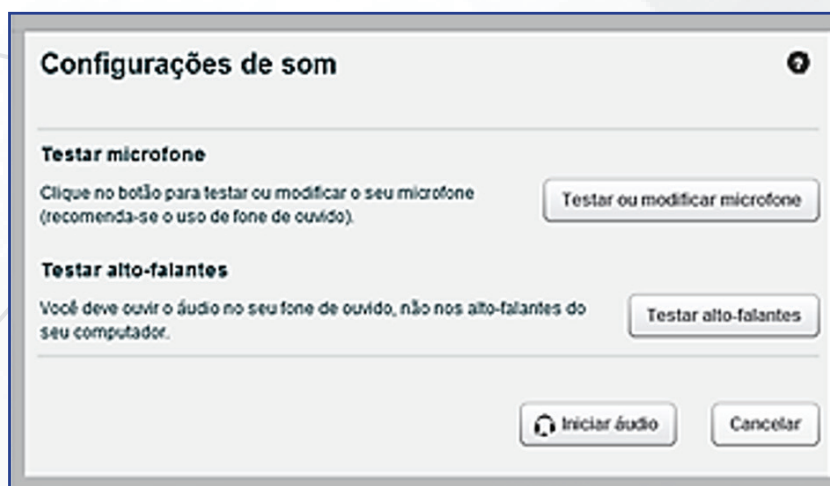 Configurações de som
Testar microfone
Clique no botão para testar ou modificar o seu microfone
(recomenda-se o uso de fone de ouvido).
Testar ou modificar microfone
Testar alto-falantes
Você deve ouvir o áudio no seu fone de ouvido, não nos alto-falantes do
seu computador.
Testar alto-falantes
Iniciar áudio
Cancelar